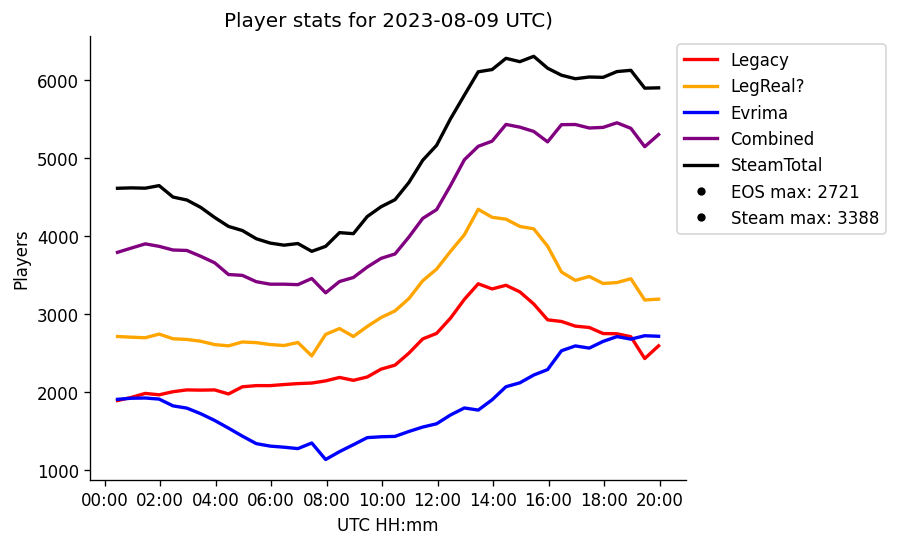 Player stats for 2023-08-09 UTC)
Legacy
LegReal?
Evrima
Combined
SteamTotal
EOS max: 2721
Steam max: 3388
Players
6000
5000
4000
3000
2000
1000
00:00 02:00 04:00 06:00 08:00 10:00 12:00 14:00 16:00 18:00 20:00
UTC HH:mm